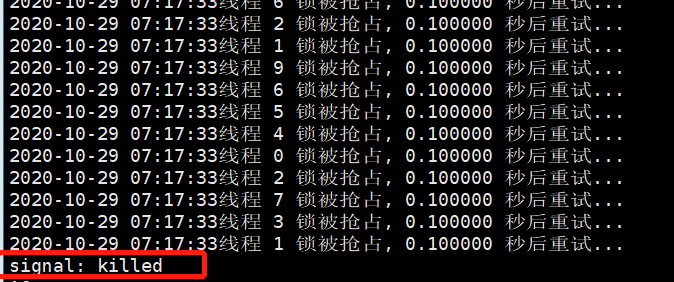 2020-10-29 07:17:33线程 6 锁被抢占, 0.100000 秒后重试...
2020-10-29 07:17:33线程 2 锁被抢占, 0.100000 秒后重试...
2020-10-29 07:17:33线程 1 锁被抢占, 0.100000 秒后重试...
2020-10-29 07:17:33线程 9 锁被抢占, 0.100000 秒后重试...
2020-10-29 07:17:33线程 6 锁被抢占, 0.100000 秒后重试...
2020-10-29 07:17:33线程 5 锁被抢占, 0.100000 秒后重试...
2020-10-29 07:17:33线程 4 锁被抢占, 0.100000 秒后重试...
2020-10-29 07:17:33线程 0 锁被抢占, 0.100000 秒后重试...
2020-10-29 07:17:33线程 2 锁被抢占, 0.100000 秒后重试...
2020-10-29 07:17:33线程 7 锁被抢占, 0.100000 秒后重试...
2020-10-29 07:17:33线程 3 锁被抢占, 0.100000 秒后重试...
2020-10-29 07:17:33线程 1 锁被抢占, 0.100000 秒后重试...
signal: killed